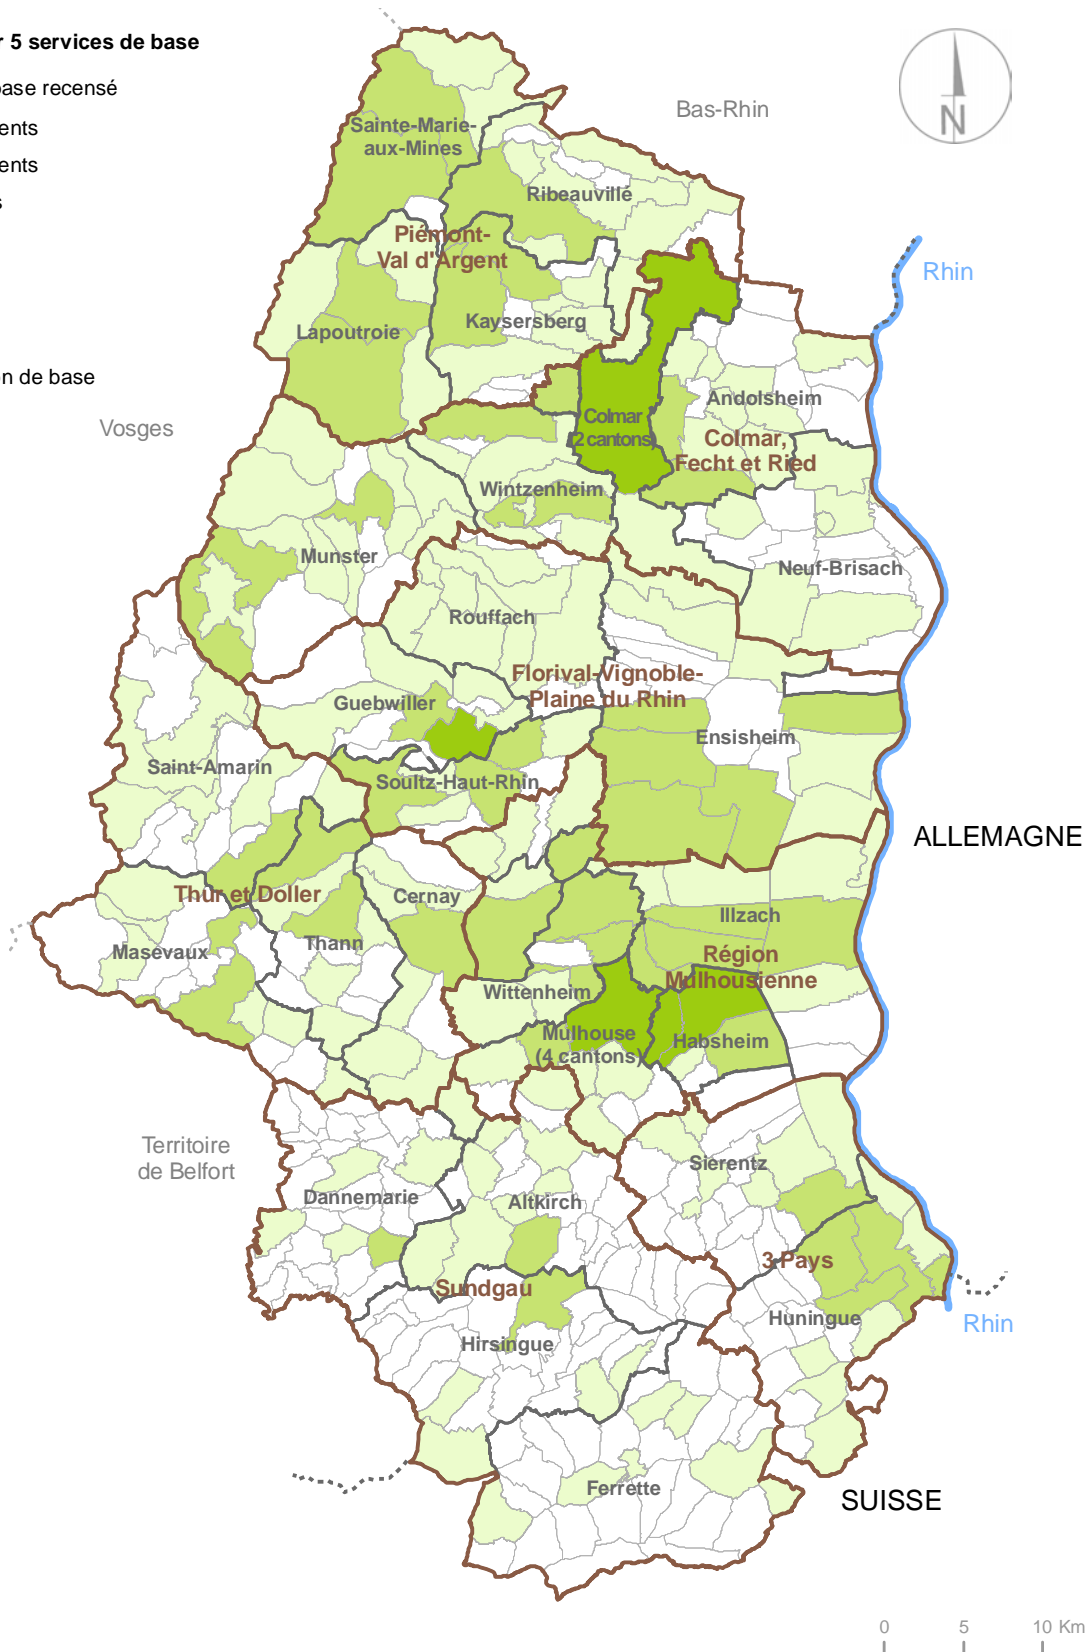 r 5 services de base
base recensé
ents
ents
s
on de base
N
Bas-Rhin
Sainte-Marie-
aux-Mines
Ribeauvillé
Piémont-
Val d'Argent
Rhin
Lapoutroie
Kaysersberg
Vosges
Andolsheim
Colmar
(2 cantons)
Colmar,
Fecht et Ried
Wintzenheim
Munster
Neuf-Brisach
Rouffach
Florival-Vignoble-
Plaine du Rhin
Guebwiller
Ensisheim
Saint-Amarin
Soultz-Haut-Rhin
ALLEMAGNE
Thur et Doller
Cernay
Illzach
Masevaux
Thann
Région
Mulhousienne
Wittenheim
Mulhouse
(4 cantons)
Habsheim
Territoire
de Belfort
Sierentz
Dannemarie
Altkirch
3 Pays
Sundgau
Huningue
Rhin
Hirsingue
Ferrette
SUISSE
0 5 10 Km